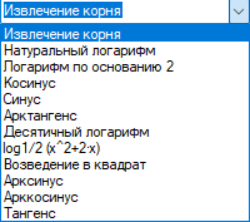 Извлечение корня
Извлечение корня
Натуральный логарифм
Логарифм по основанию 2
Косинус
Синус
Арктангенс
Десятичный логарифм
log1/2 (x^2+2·x)
Возведение в квадрат
Арксинус
Арккосинус
Тангенс